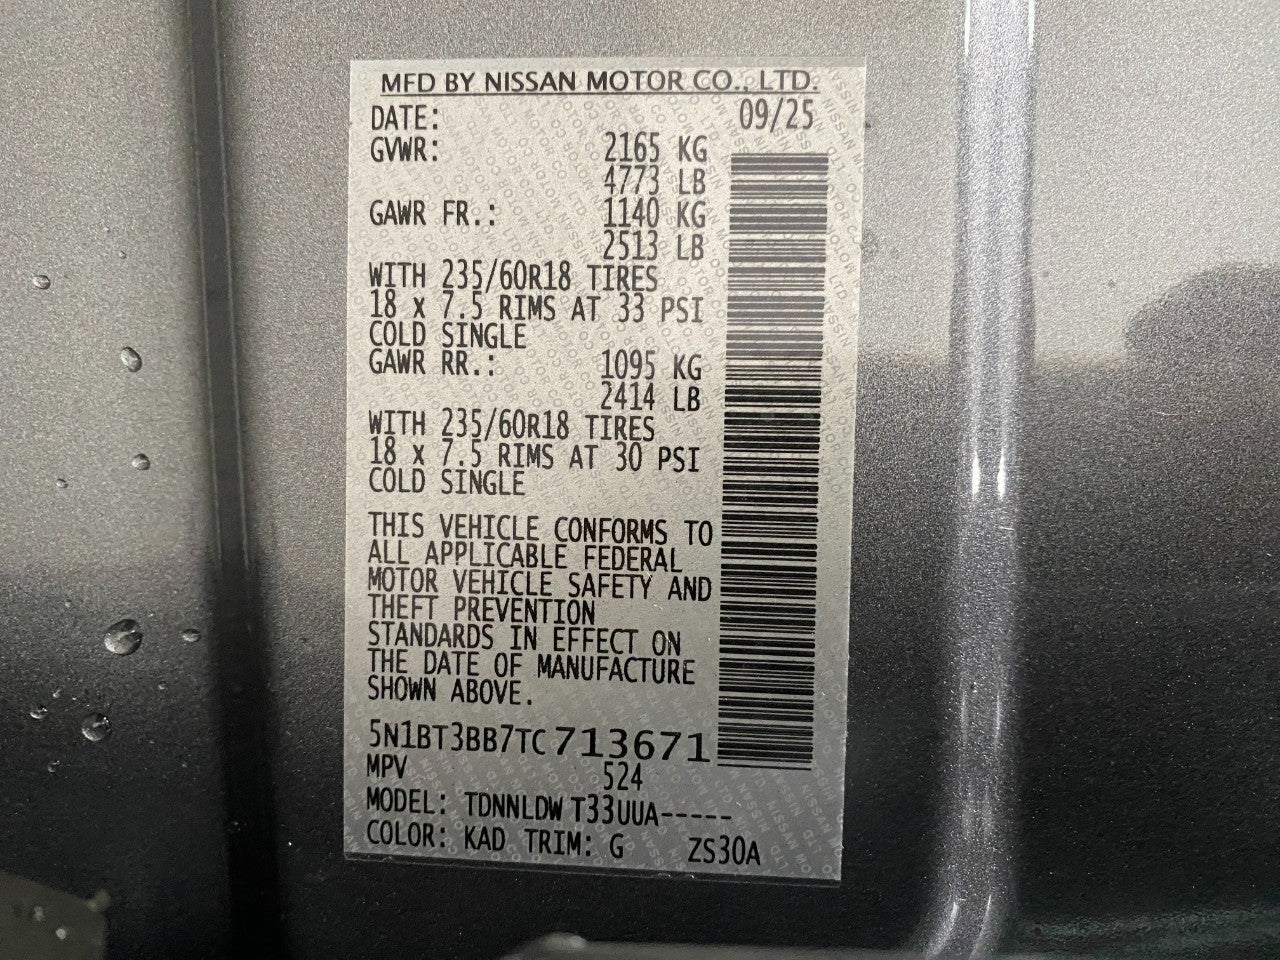 MFD BY NISSAN MOTOR CO., LTD.
DATE: 09/25
GVWR: 2165 KG
4773 LB
GAWR FR.: 1140 KG
2513 LB
WITH 235/60R18 TIRES
18 x 7.5 RIMS AT 33 PSI
COLD SINGLE
GAWR RR.: 1095 KG
2414 LB
WITH 235/60R18 TIRES
18 x 7.5 RIMS AT 30 PSI
COLD SINGLE
THIS VEHICLE CONFORMS TO
ALL APPLICABLE FEDERAL
MOTOR VEHICLE SAFETY AND
THEFT PREVENTION
STANDARDS IN EFFECT ON
THE DATE OF MANUFACTURE
SHOWN ABOVE.
5N1BT3BB7TC713671
MPV 524
MODEL: TDNNLDW T33UUA-----
COLOR: KAD TRIM: G ZS30A